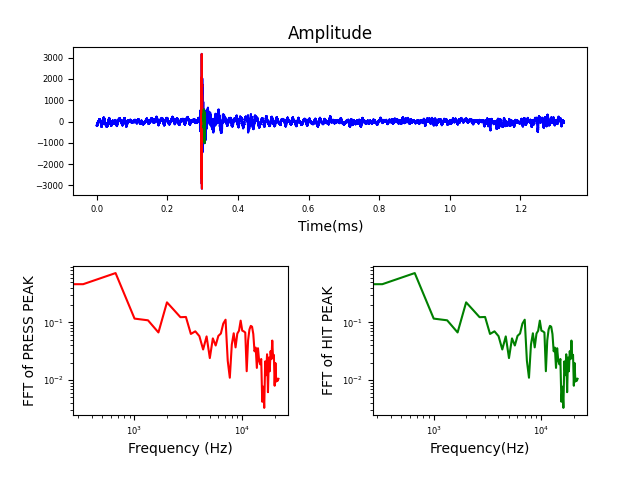 Amplitude
3000
2000
1000
0
−1000
−2000
−3000
0.0 0.2 0.4 0.6 0.8 1.0 1.2
Time(ms)
FFT of PRESS PEAK
10⁻¹
10⁻²
10³ 10⁴
Frequency (Hz)
FFT of HIT PEAK
10⁻¹
10⁻²
10³ 10⁴
Frequency(Hz)